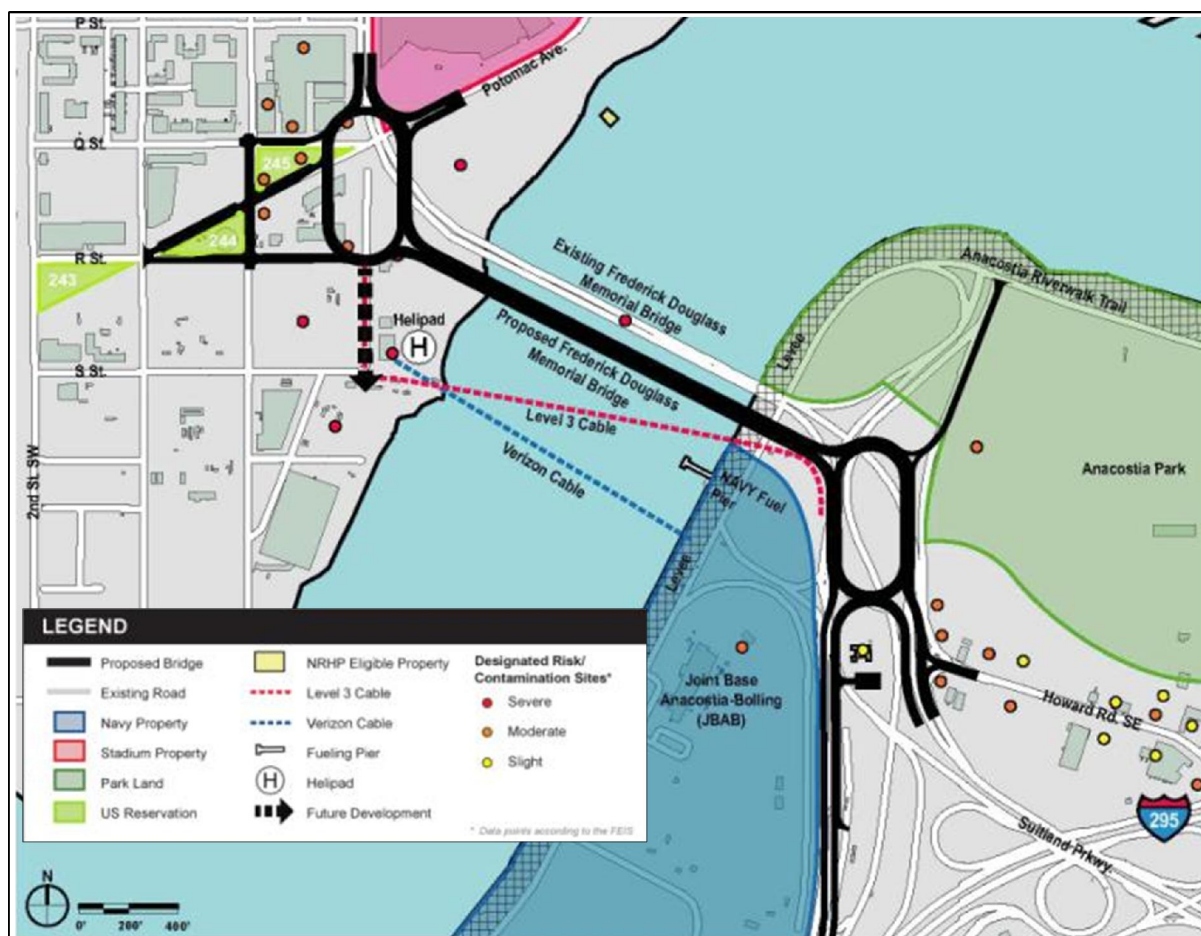 P St.
Potomac Ave.
Q St.
245
244
R St.
243
Existing Frederick Douglass
Memorial Bridge
Anacostia Riverwalk Trail
Helipad
H
Proposed Frederick Douglass
Memorial Bridge
Levee
S St.
Level 3 Cable
Verizon Cable
NAVY Fuel
Pier
Anacostia Park
2nd St. SW
Levee
Joint Base
Anacostia-Bolling
(JBAB)
Howard Rd. SE
295
Suitland Prkwy.
LEGEND
Proposed Bridge
Existing Road
Navy Property
Stadium Property
Park Land
US Reservation
NRHP Eligible Property
Level 3 Cable
Verizon Cable
Fueling Pier
H
Helipad
Future Development
Designated Risk/
Contamination Sites*
Severe
Moderate
Slight
* Data points according to the FEIS
N
0' 200' 400'